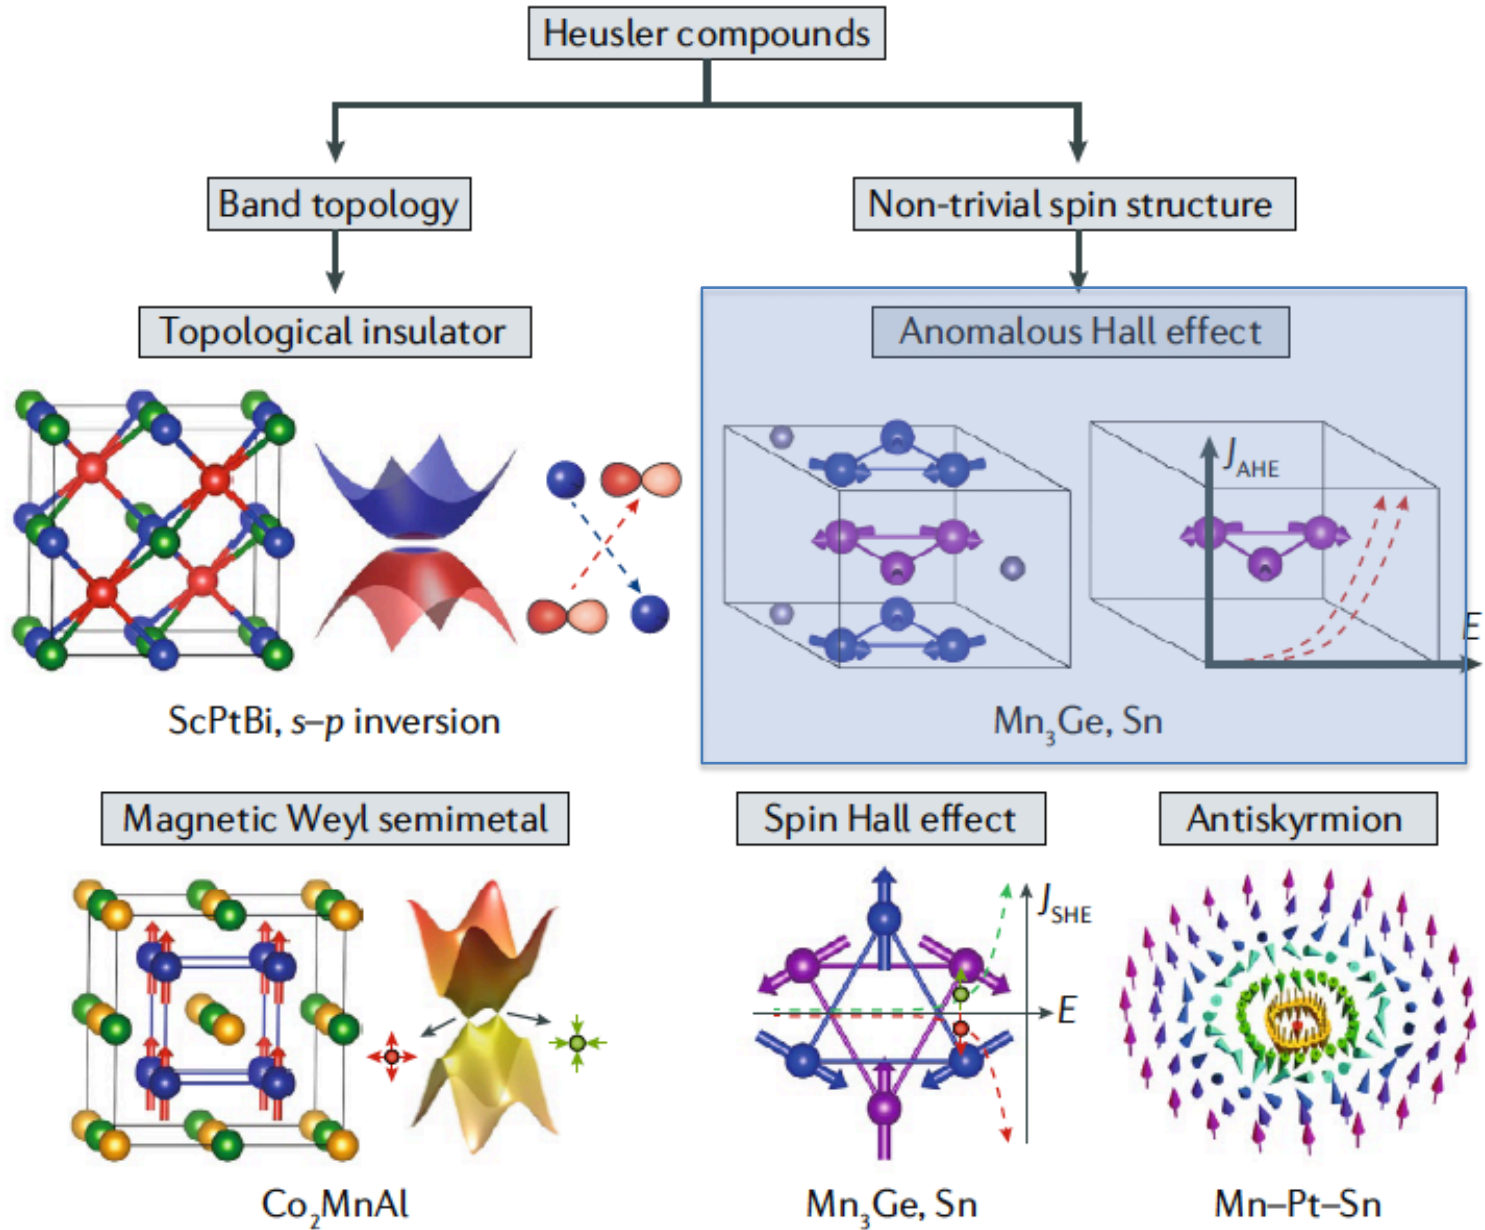 Heusler compounds
Band topology
Non-trivial spin structure
Topological insulator
Anomalous Hall effect
J_AHE
E
ScPtBi, s–p inversion
Mn₃Ge, Sn
Magnetic Weyl semimetal
Spin Hall effect
Antiskyrmion
J_SHE
E
Co₂MnAl
Mn₃Ge, Sn
Mn–Pt–Sn